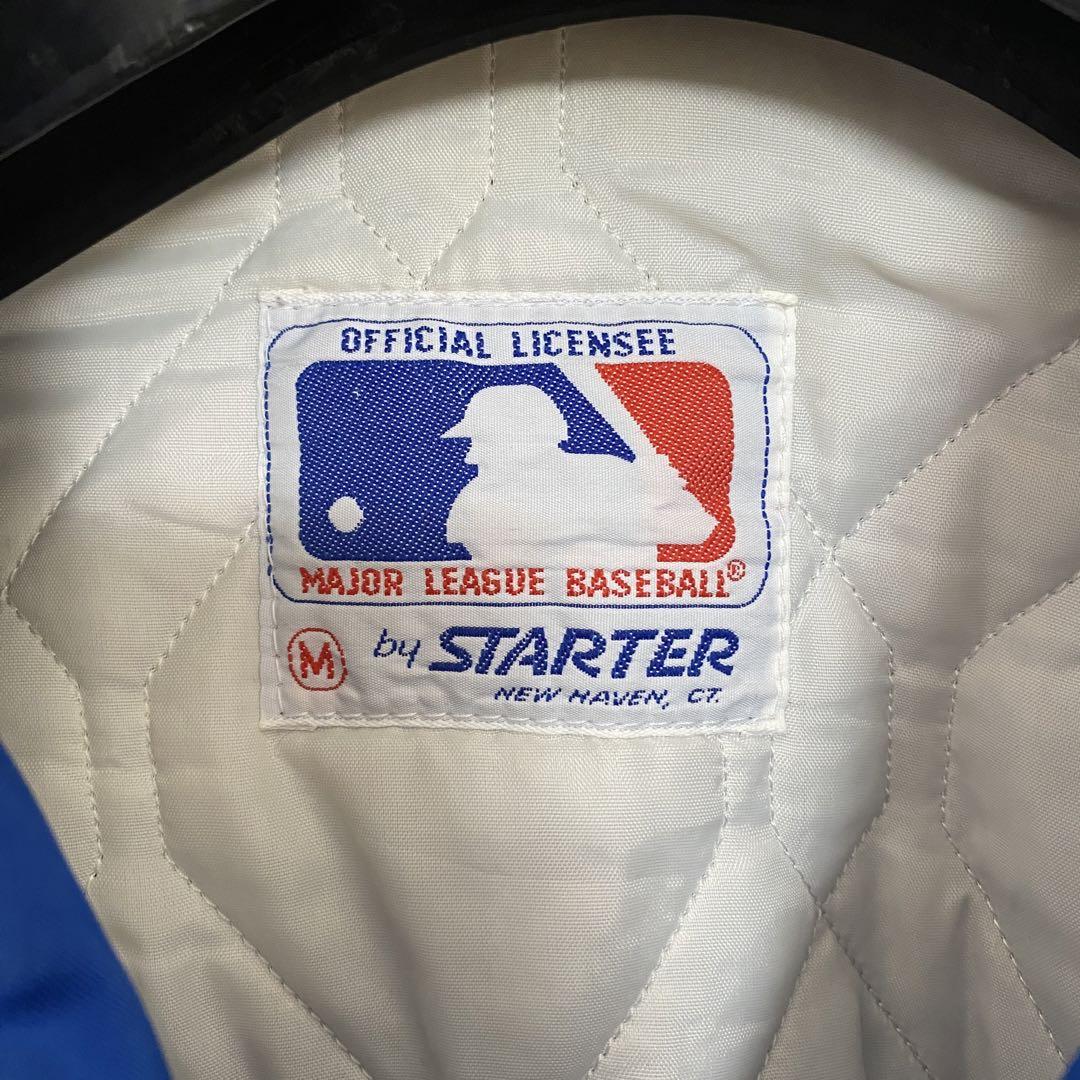 OFFICIAL LICENSEE
MAJOR LEAGUE BASEBALL®
M by STARTER
NEW HAVEN, CT.